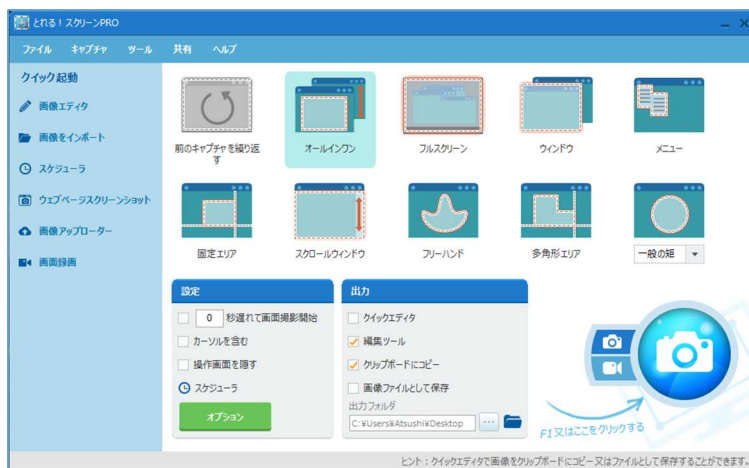 とれる！スクリーンPRO
ファイル キャプチャ ツール 共有 ヘルプ
クイック起動
画像エディタ
画像をインポート
スケジューラ
ウェブページスクリーンショット
画像アップローダー
画面録画
前のキャプチャを繰り返
す
オールインワン
フルスクリーン
ウィンドウ
メニュー
固定エリア
スクロールウィンドウ
フリーハンド
多角形エリア
一般の矩
設定
0 秒遅れて画面撮影開始
カーソルを含む
操作画面を隠す
スケジューラ
オプション
出力
クイックエディタ
編集ツール
クリップボードにコピー
画像ファイルとして保存
出力フォルダ
C:¥Users¥Atsushi¥Desktop ...
F1又はここをクリックする
ヒント：クイックエディタで画像をクリップボードにコピー又はファイルとして保存することができます。